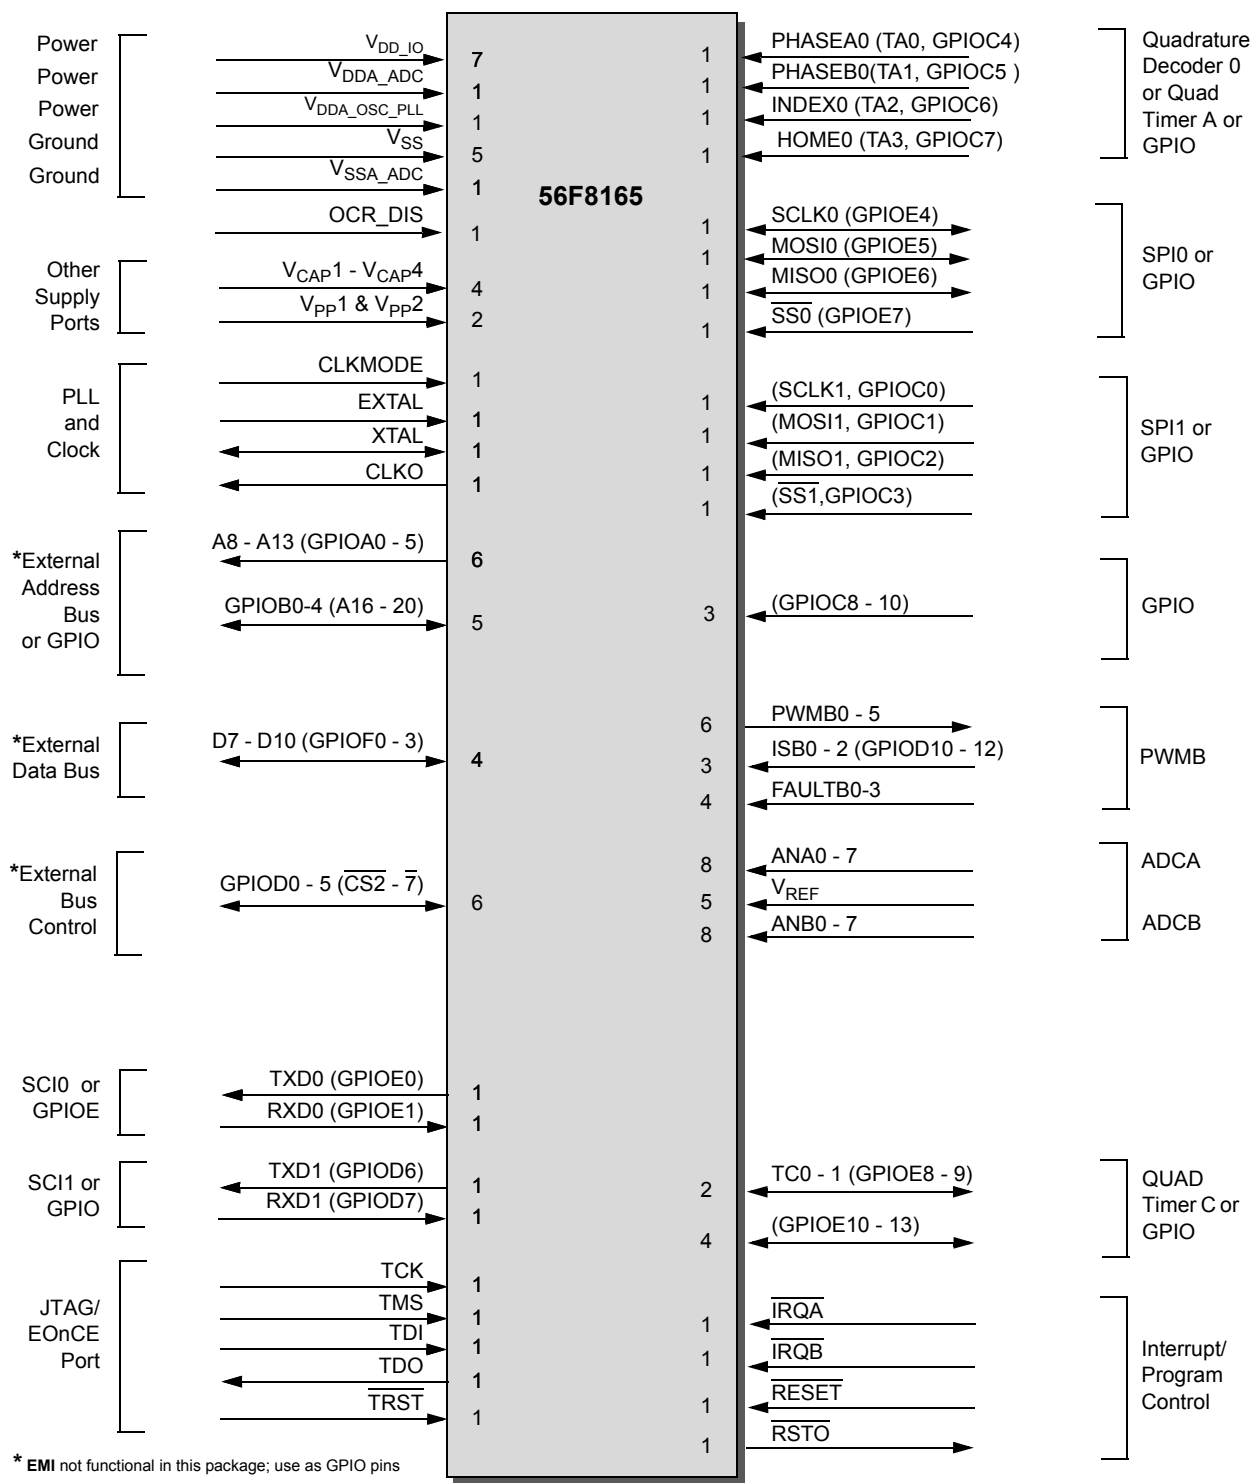 56F8165
Power
Power
Power
Ground
Ground
VDD_IO
7
VDDA_ADC
1
VDDA_OSC_PLL
1
VSS
5
VSSA_ADC
1
OCR_DIS
1
Other
Supply
Ports
VCAP1 - VCAP4
4
VPP1 & VPP2
2
PLL
and
Clock
CLKMODE
1
EXTAL
1
XTAL
1
CLKO
1
*External
Address
Bus
or GPIO
A8 - A13 (GPIOA0 - 5)
6
GPIOB0-4 (A16 - 20)
5
*External
Data Bus
D7 - D10 (GPIOF0 - 3)
4
*External
Bus
Control
GPIOD0 - 5 (CS2 - 7)
6
SCI0 or
GPIOE
TXD0 (GPIOE0)
1
RXD0 (GPIOE1)
1
SCI1 or
GPIO
TXD1 (GPIOD6)
1
RXD1 (GPIOD7)
1
JTAG/
EOnCE
Port
TCK
1
TMS
1
TDI
1
TDO
1
TRST
1
1
PHASEA0 (TA0, GPIOC4)
1
PHASEB0(TA1, GPIOC5 )
1
INDEX0 (TA2, GPIOC6)
1
HOME0 (TA3, GPIOC7)
Quadrature
Decoder 0
or Quad
Timer A or
GPIO
1
SCLK0 (GPIOE4)
1
MOSI0 (GPIOE5)
1
MISO0 (GPIOE6)
1
SS0 (GPIOE7)
SPI0 or
GPIO
1
(SCLK1, GPIOC0)
1
(MOSI1, GPIOC1)
1
(MISO1, GPIOC2)
1
(SS1,GPIOC3)
SPI1 or
GPIO
3
(GPIOC8 - 10)
GPIO
6
PWMB0 - 5
3
ISB0 - 2 (GPIOD10 - 12)
4
FAULTB0-3
PWMB
8
ANA0 - 7
5
VREF
8
ANB0 - 7
ADCA
ADCB
2
TC0 - 1 (GPIOE8 - 9)
4
(GPIOE10 - 13)
QUAD
Timer C or
GPIO
1
IRQA
1
IRQB
1
RESET
1
RSTO
Interrupt/
Program
Control
* EMI not functional in this package; use as GPIO pins